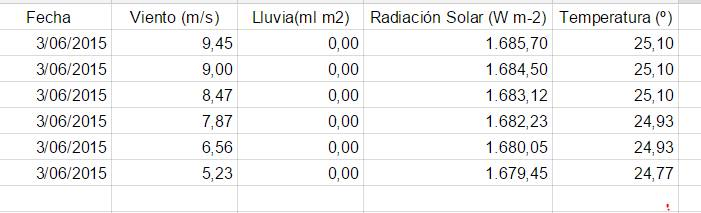 Fecha Viento (m/s) Lluvia(ml m2) Radiación Solar (W m-2) Temperatura (º)
3/06/2015 9,45 0,00 1.685,70 25,10
3/06/2015 9,00 0,00 1.684,50 25,10
3/06/2015 8,47 0,00 1.683,12 25,10
3/06/2015 7,87 0,00 1.682,23 24,93
3/06/2015 6,56 0,00 1.680,05 24,93
3/06/2015 5,23 0,00 1.679,45 24,77